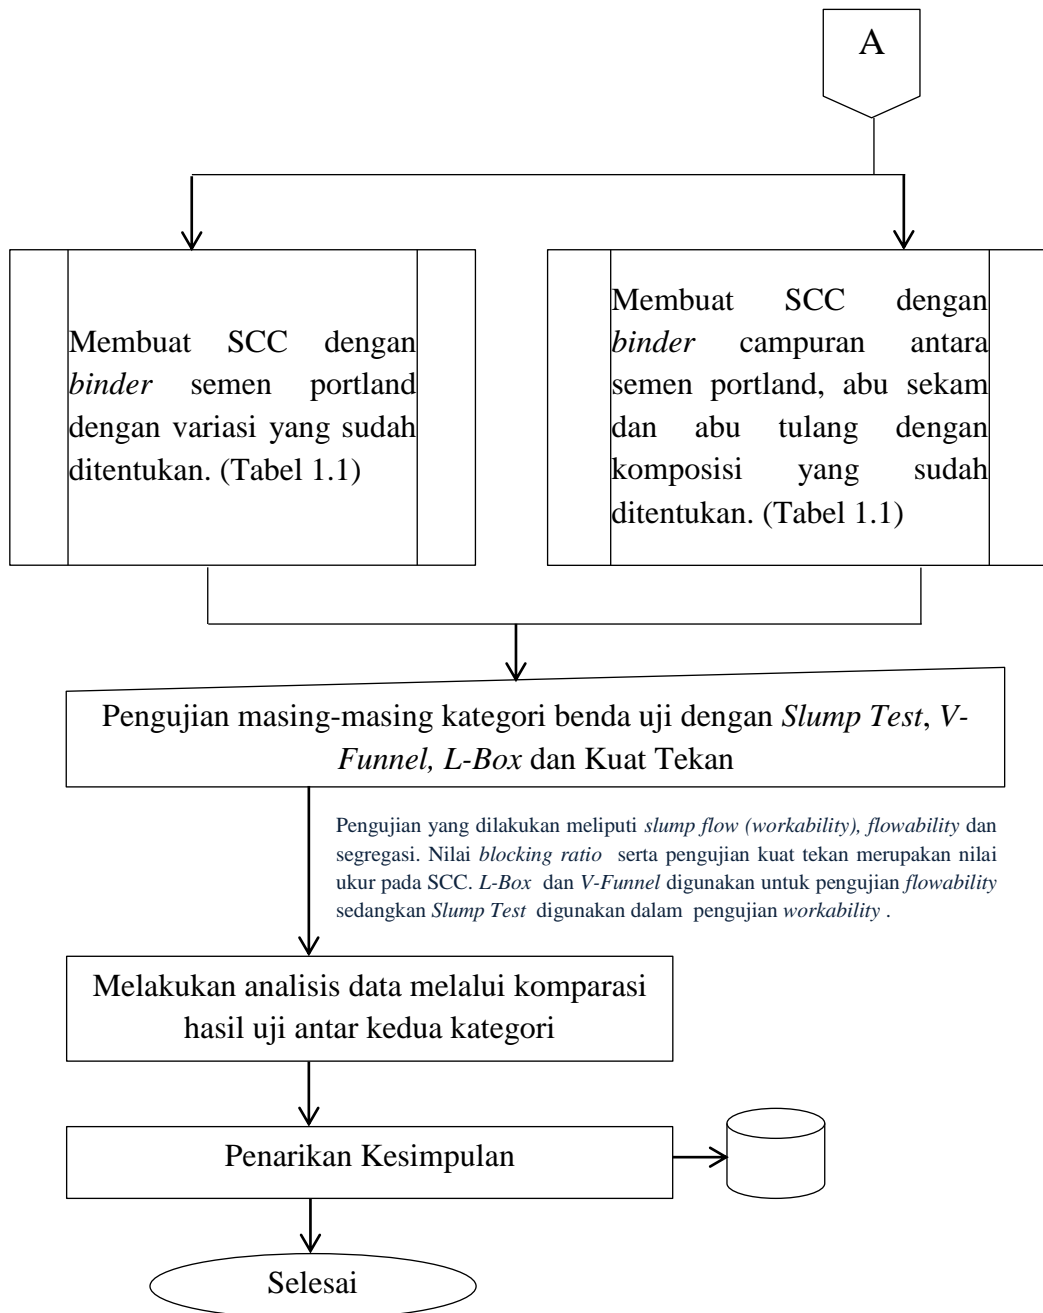 A
Membuat SCC dengan
binder semen portland
dengan variasi yang sudah
ditentukan. (Tabel 1.1)
Membuat SCC dengan
binder campuran antara
semen portland, abu sekam
dan abu tulang dengan
komposisi yang sudah
ditentukan. (Tabel 1.1)
Pengujian masing-masing kategori benda uji dengan Slump Test, V-
Funnel, L-Box dan Kuat Tekan
Pengujian yang dilakukan meliputi slump flow (workability), flowability dan
segregasi. Nilai blocking ratio serta pengujian kuat tekan merupakan nilai
ukur pada SCC. L-Box dan V-Funnel digunakan untuk pengujian flowability
sedangkan Slump Test digunakan dalam pengujian workability .
Melakukan analisis data melalui komparasi
hasil uji antar kedua kategori
Penarikan Kesimpulan
Selesai